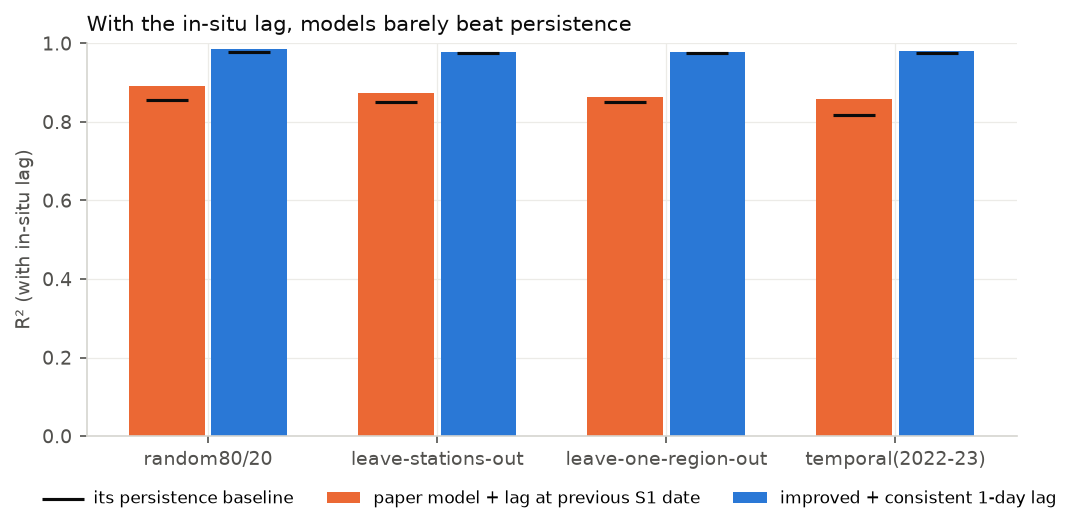 With the in-situ lag, models barely beat persistence
R² (with in-situ lag)
1.0
0.8
0.6
0.4
0.2
0.0
random80/20
leave-stations-out
leave-one-region-out
temporal(2022-23)
its persistence baseline
paper model + lag at previous S1 date
improved + consistent 1-day lag